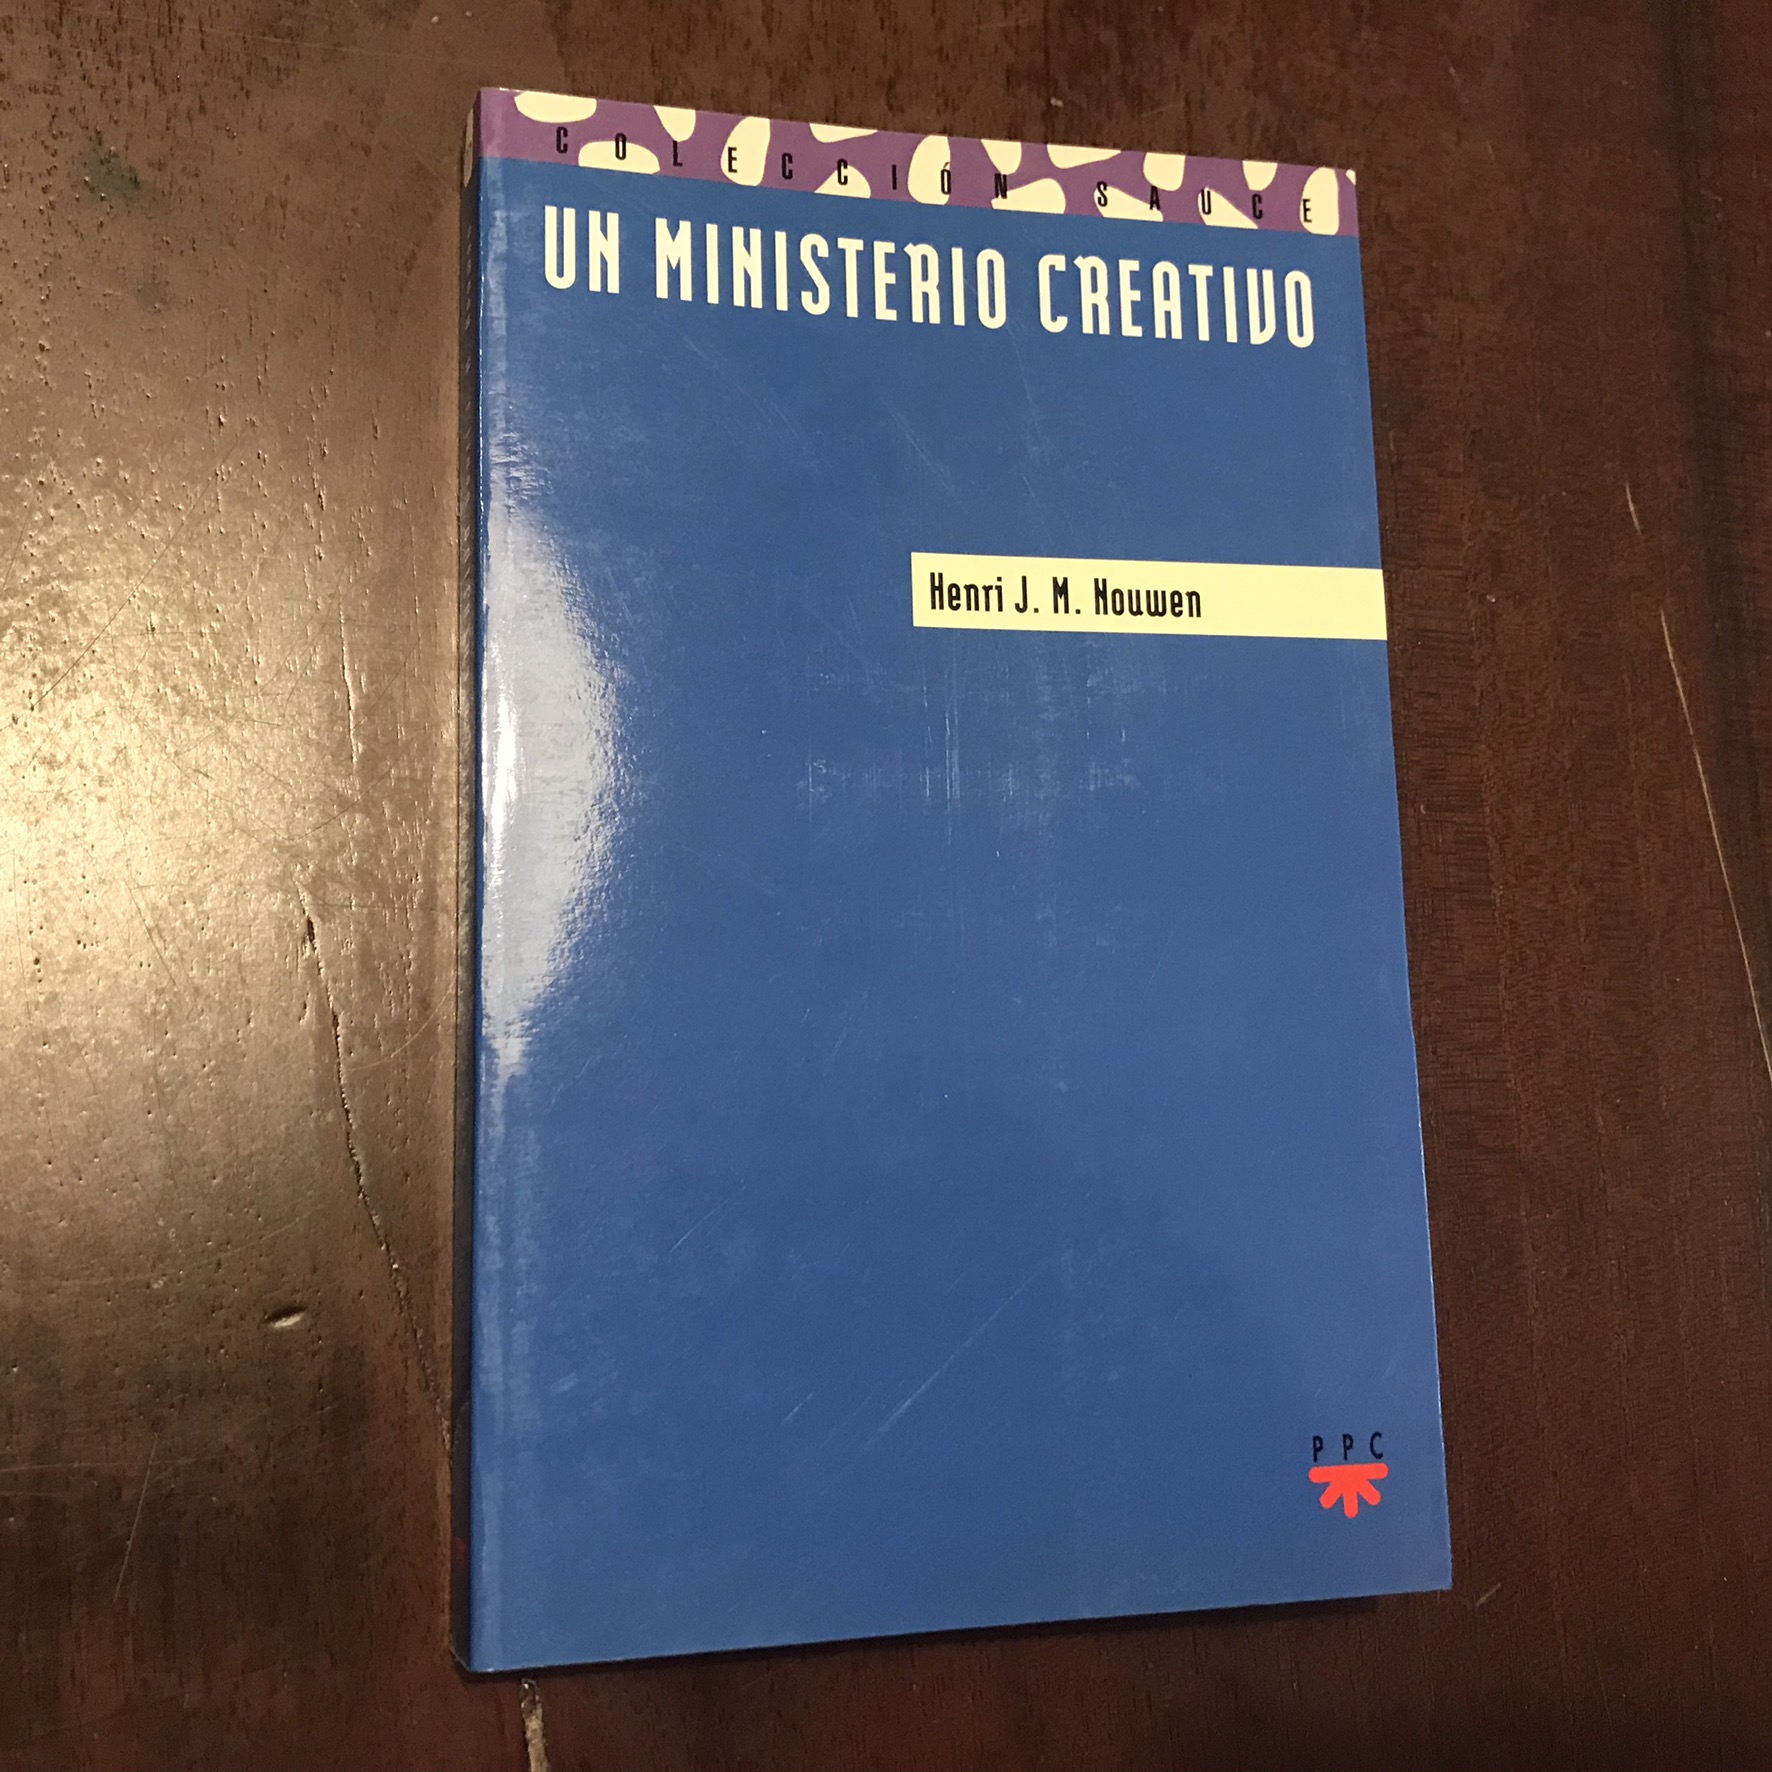 COLECCIÓN SAUCE
UN MINISTERIO CREATIVO
Henri J. M. Nouwen
PPC